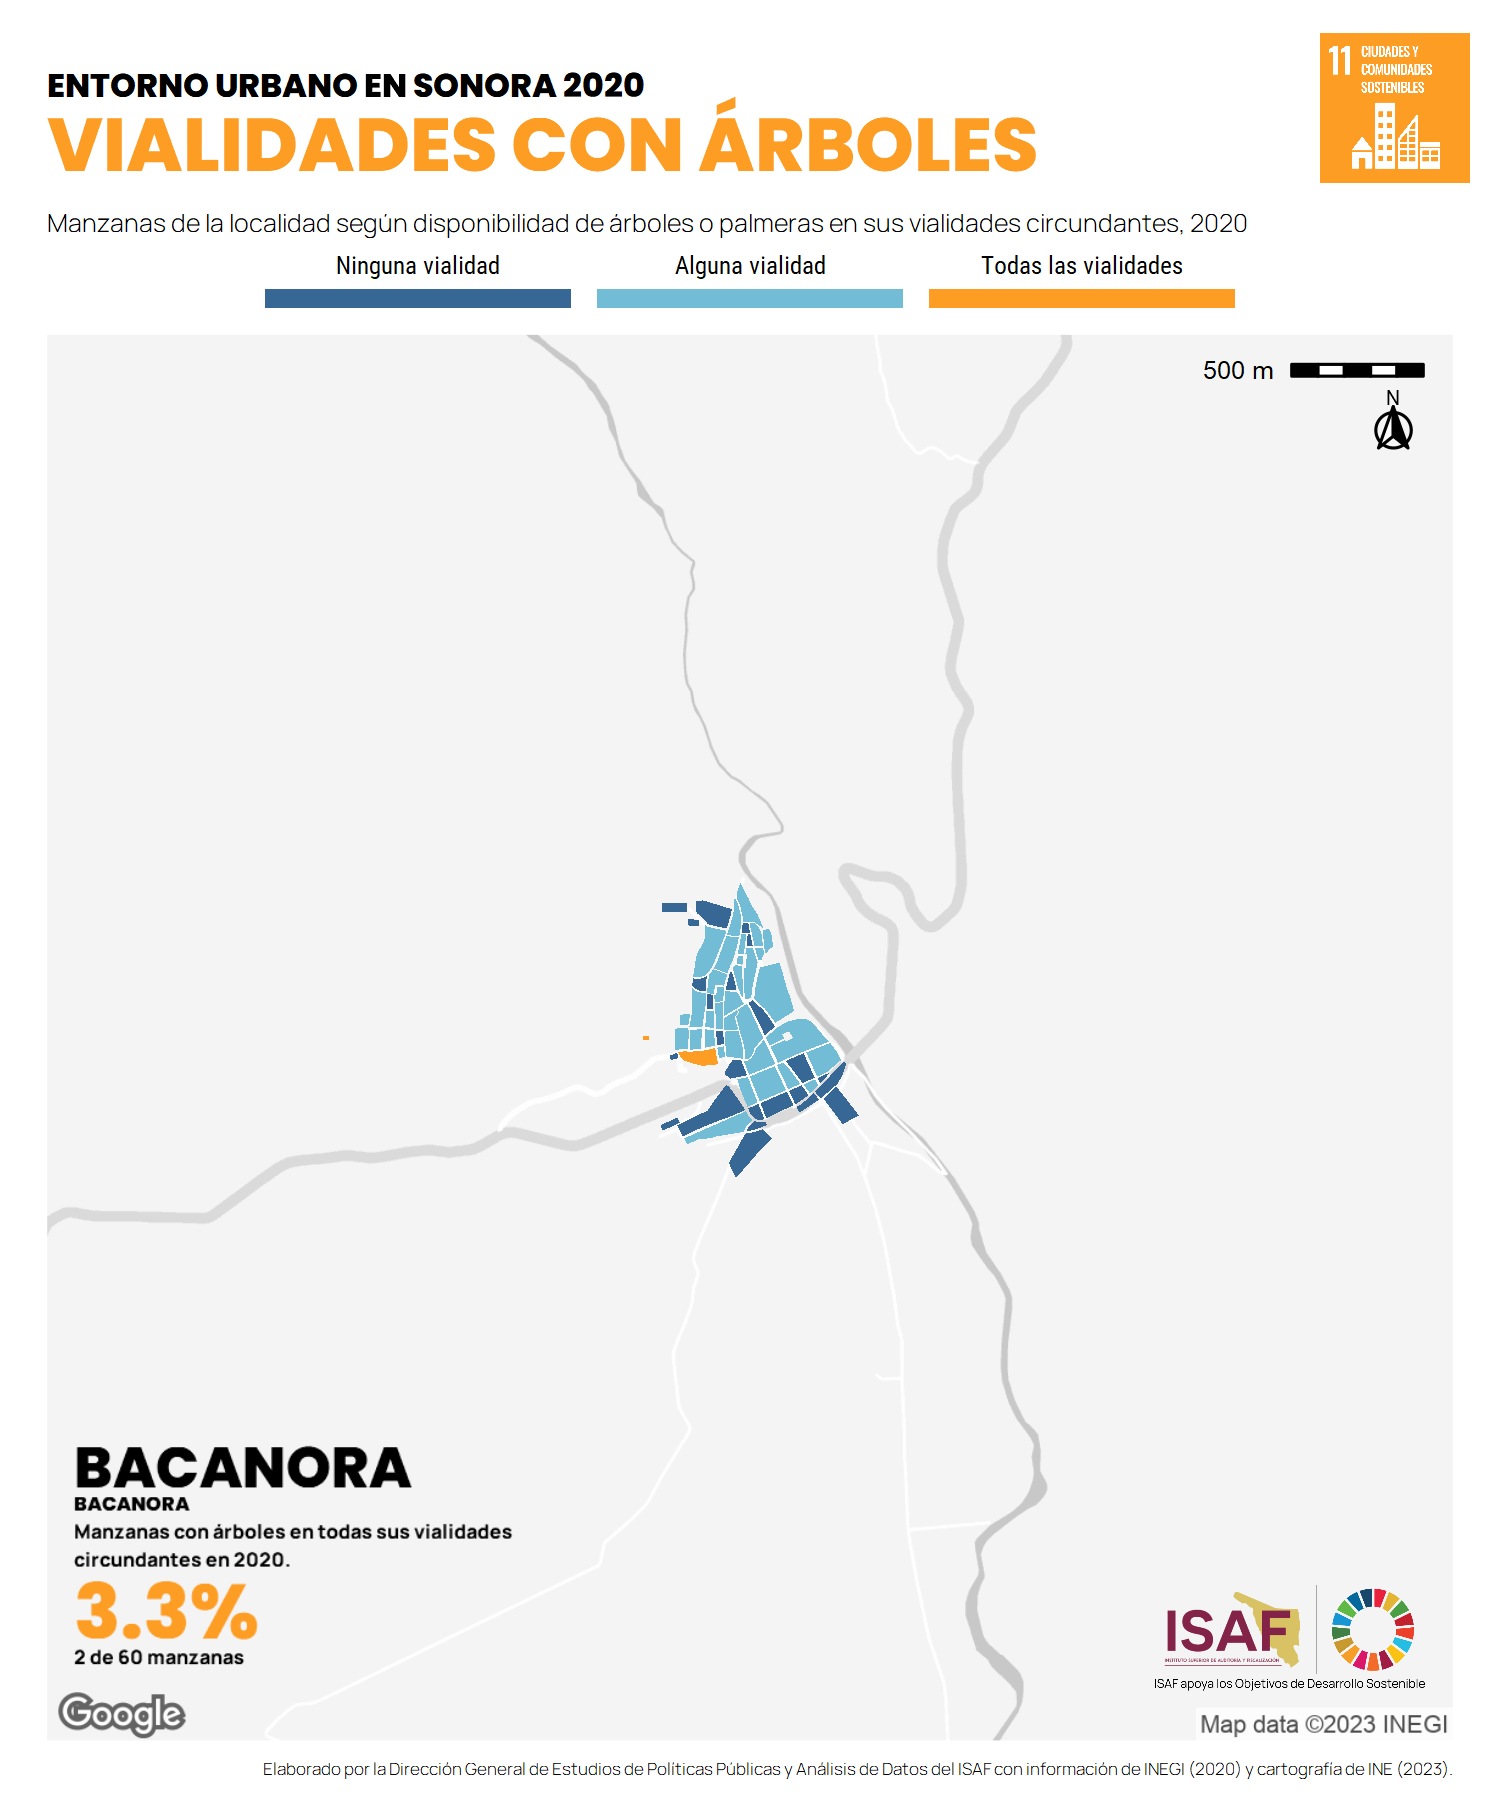 ENTORNO URBANO EN SONORA 2020
VIALIDADES CON ÁRBOLES
11 CIUDADES Y
COMUNIDADES
SOSTENIBLES
Manzanas de la localidad según disponibilidad de árboles o palmeras en sus vialidades circundantes, 2020
Ninguna vialidad
Alguna vialidad
Todas las vialidades
500 m
N
BACANORA
BACANORA
Manzanas con árboles en todas sus vialidades
circundantes en 2020.
3.3%
2 de 60 manzanas
Google
ISAF
INSTITUTO SUPERIOR DE AUDITORÍA Y FISCALIZACIÓN
ISAF apoya los Objetivos de Desarrollo Sostenible
Map data ©2023 INEGI
Elaborado por la Dirección General de Estudios de Políticas Públicas y Análisis de Datos del ISAF con información de INEGI (2020) y cartografía de INE (2023).